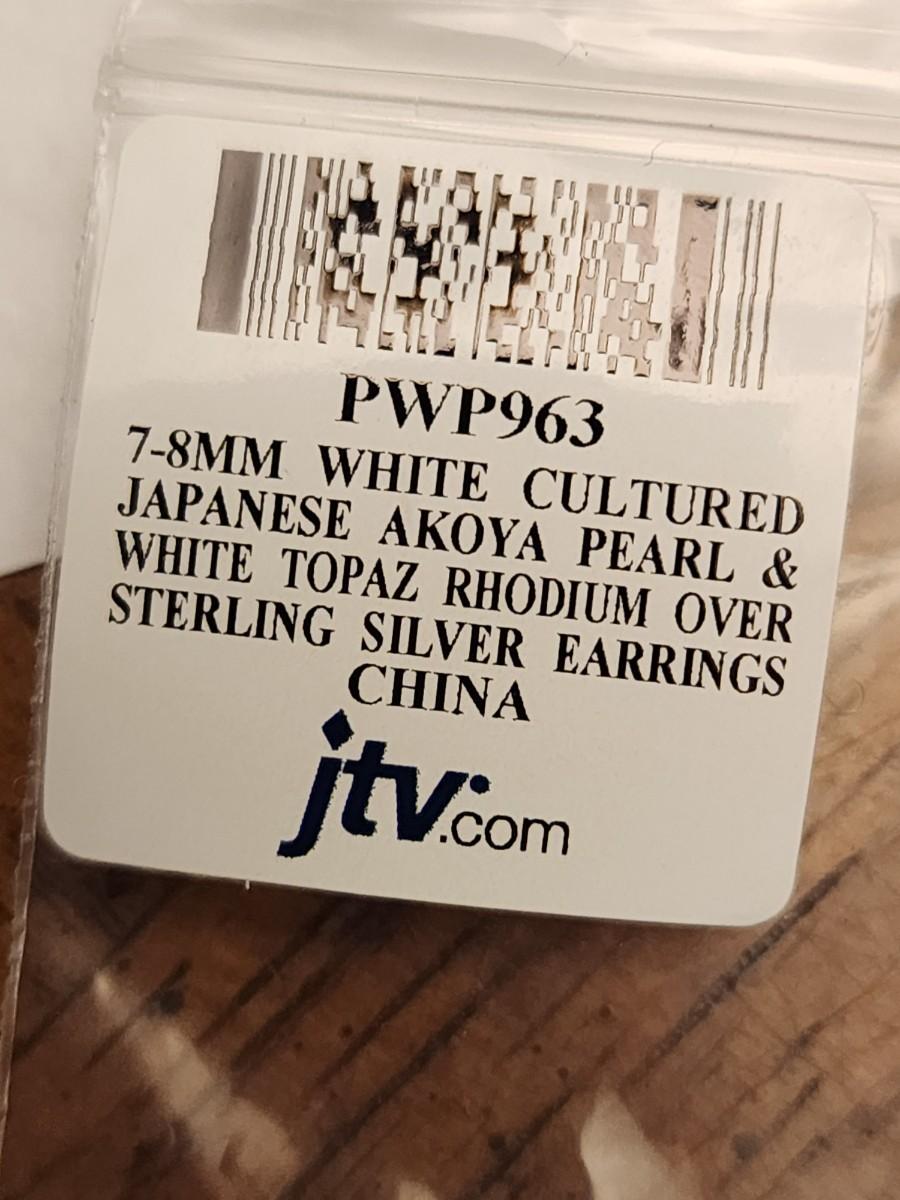 PWP963
7-8MM WHITE CULTURED
JAPANESE AKOYA PEARL &
WHITE TOPAZ RHODIUM OVER
STERLING SILVER EARRINGS
CHINA
jtv.com